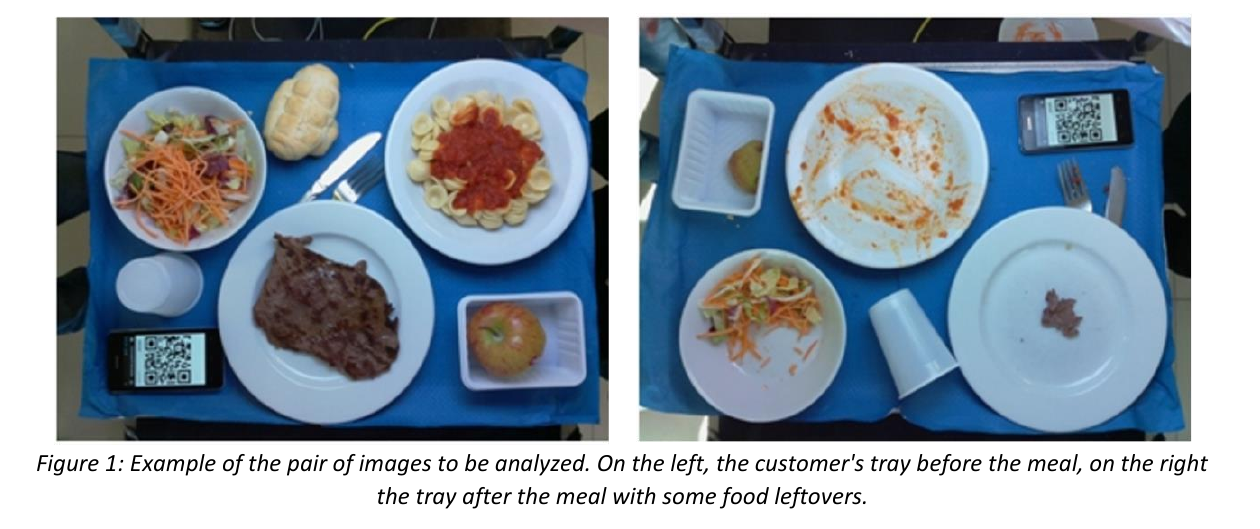 Figure 1: Example of the pair of images to be analyzed. On the left, the customer's tray before the meal, on the right
the tray after the meal with some food leftovers.